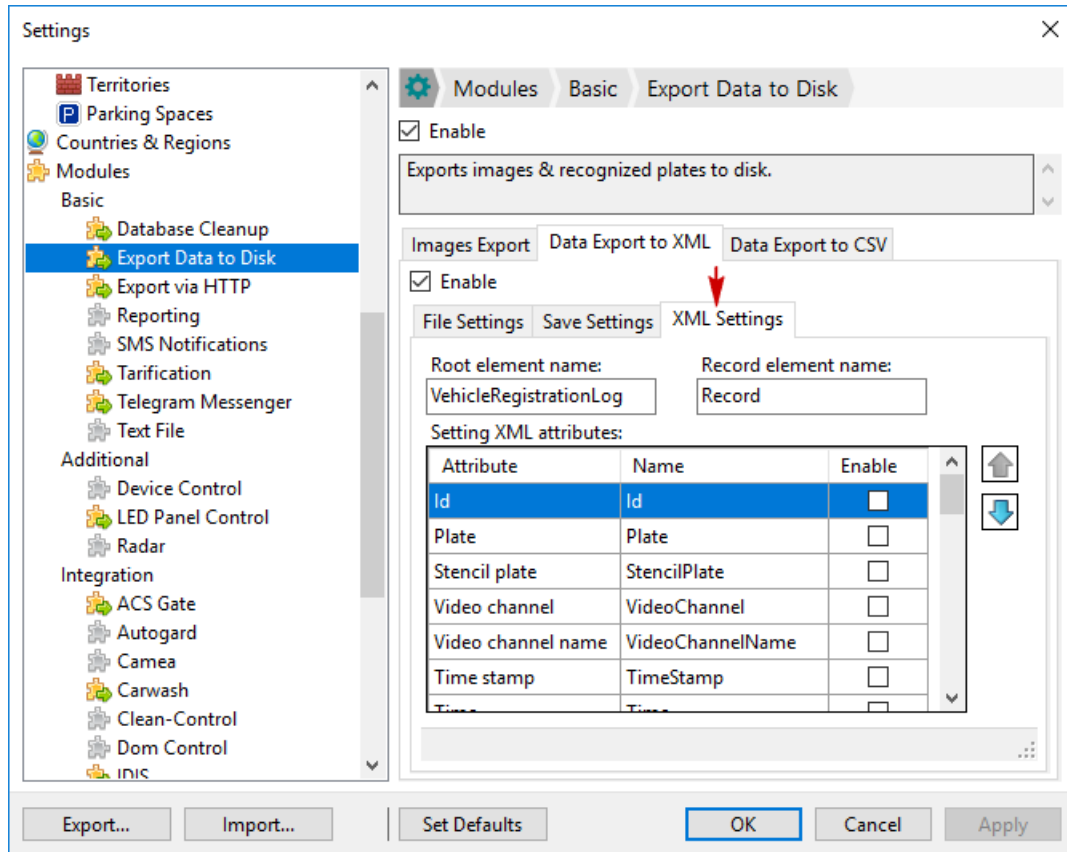 Settings
Territories
Parking Spaces
Countries & Regions
Modules
Basic
Database Cleanup
Export Data to Disk
Export via HTTP
Reporting
SMS Notifications
Tarification
Telegram Messenger
Text File
Additional
Device Control
LED Panel Control
Radar
Integration
ACS Gate
Autogard
Camea
Carwash
Clean-Control
Dom Control
IDIS
Modules Basic Export Data to Disk
Enable
Exports images & recognized plates to disk.
Images Export Data Export to XML Data Export to CSV
Enable
File Settings Save Settings XML Settings
Root element name: Record element name:
VehicleRegistrationLog Record
Setting XML attributes:
Attribute Name Enable
Id Id
Plate Plate
Stencil plate StencilPlate
Video channel VideoChannel
Video channel name VideoChannelName
Time stamp TimeStamp
Time Time
Export... Import... Set Defaults OK Cancel Apply